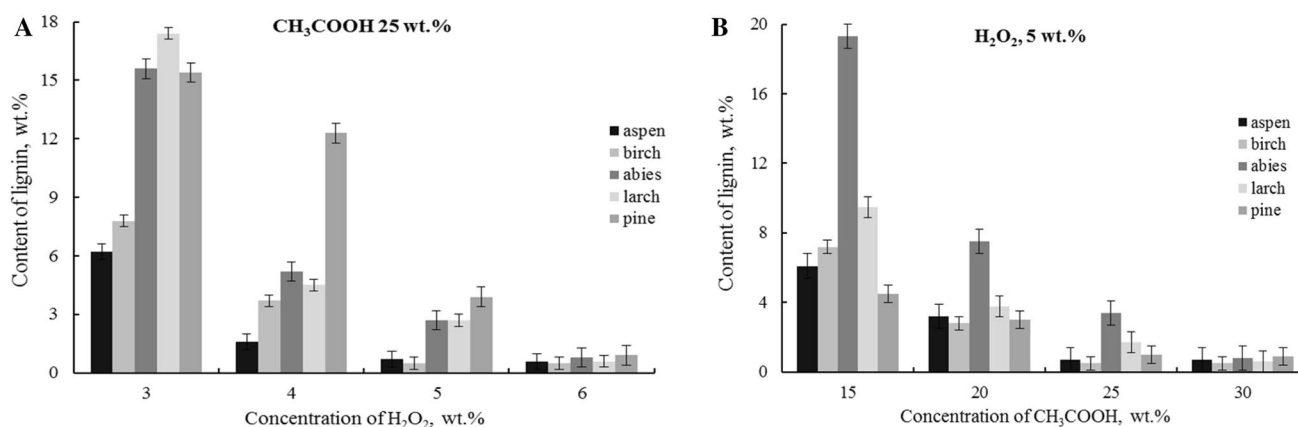 A
CH₃COOH 25 wt.%
Content of lignin, wt.%
18
15
12
9
6
3
0
3 4 5 6
Concentration of H₂O₂, wt.%
aspen
birch
abies
larch
pine
B
H₂O₂, 5 wt.%
Content of lignin, wt.%
20
16
12
8
4
0
15 20 25 30
Concentration of CH₃COOH, wt.%
aspen
birch
abies
larch
pine